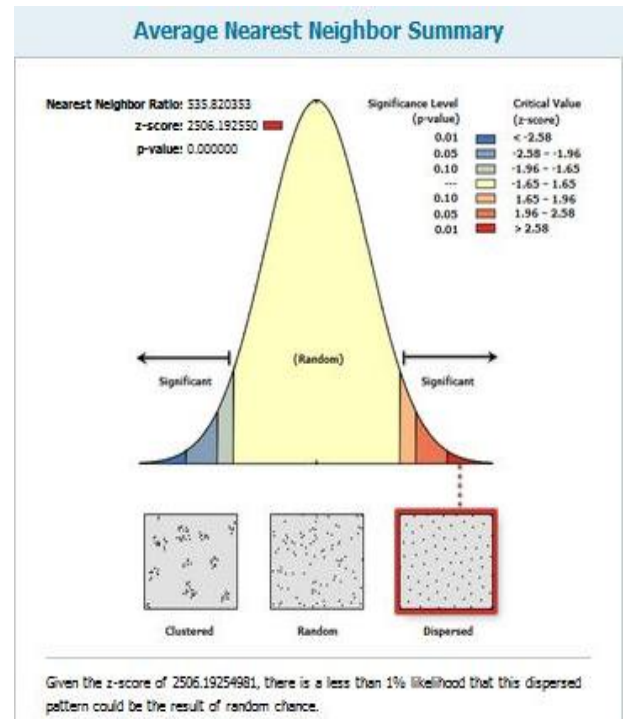 Average Nearest Neighbor Summary
Nearest Neighbor Ratio: 535.820353
z-score: 2506.192550
p-value: 0.000000
Significance Level (p-value)
Critical Value (z-score)
0.01 < -2.58
0.05 -2.58 - -1.96
0.10 -1.96 - -1.65
--- -1.65 - 1.65
0.10 1.65 - 1.96
0.05 1.96 - 2.58
0.01 > 2.58
(Random)
Significant Significant
Clustered Random Dispersed
Given the z-score of 2506.19254981, there is a less than 1% likelihood that this dispersed
pattern could be the result of random chance.